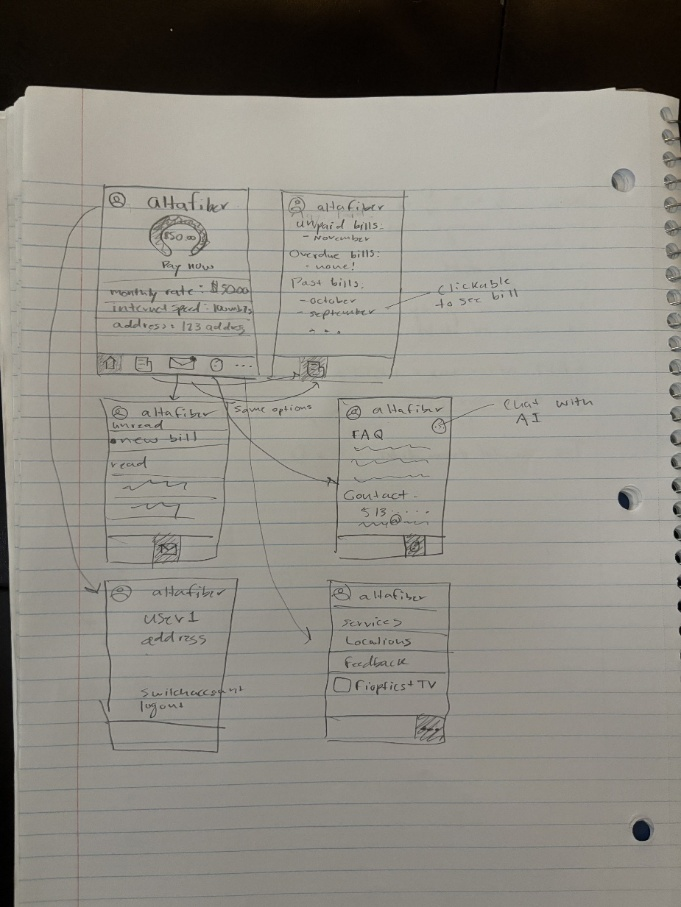 altafiber
$50.00
Pay Now
monthly rate: $50.00
internet speed:
address: 123 address
...
altafiber
unpaid bills:
- November
Overdue bills:
- none!
Past bills:
- october
- september
...
Clickable
to see bill
same options
altafiber
unread
• new bill
read
altafiber
FAQ
Contact
513.....
@
Chat with
AI
altafiber
user1
address
switch account
logout
altafiber
services
Locations
feedback
Fioptics+ TV
...